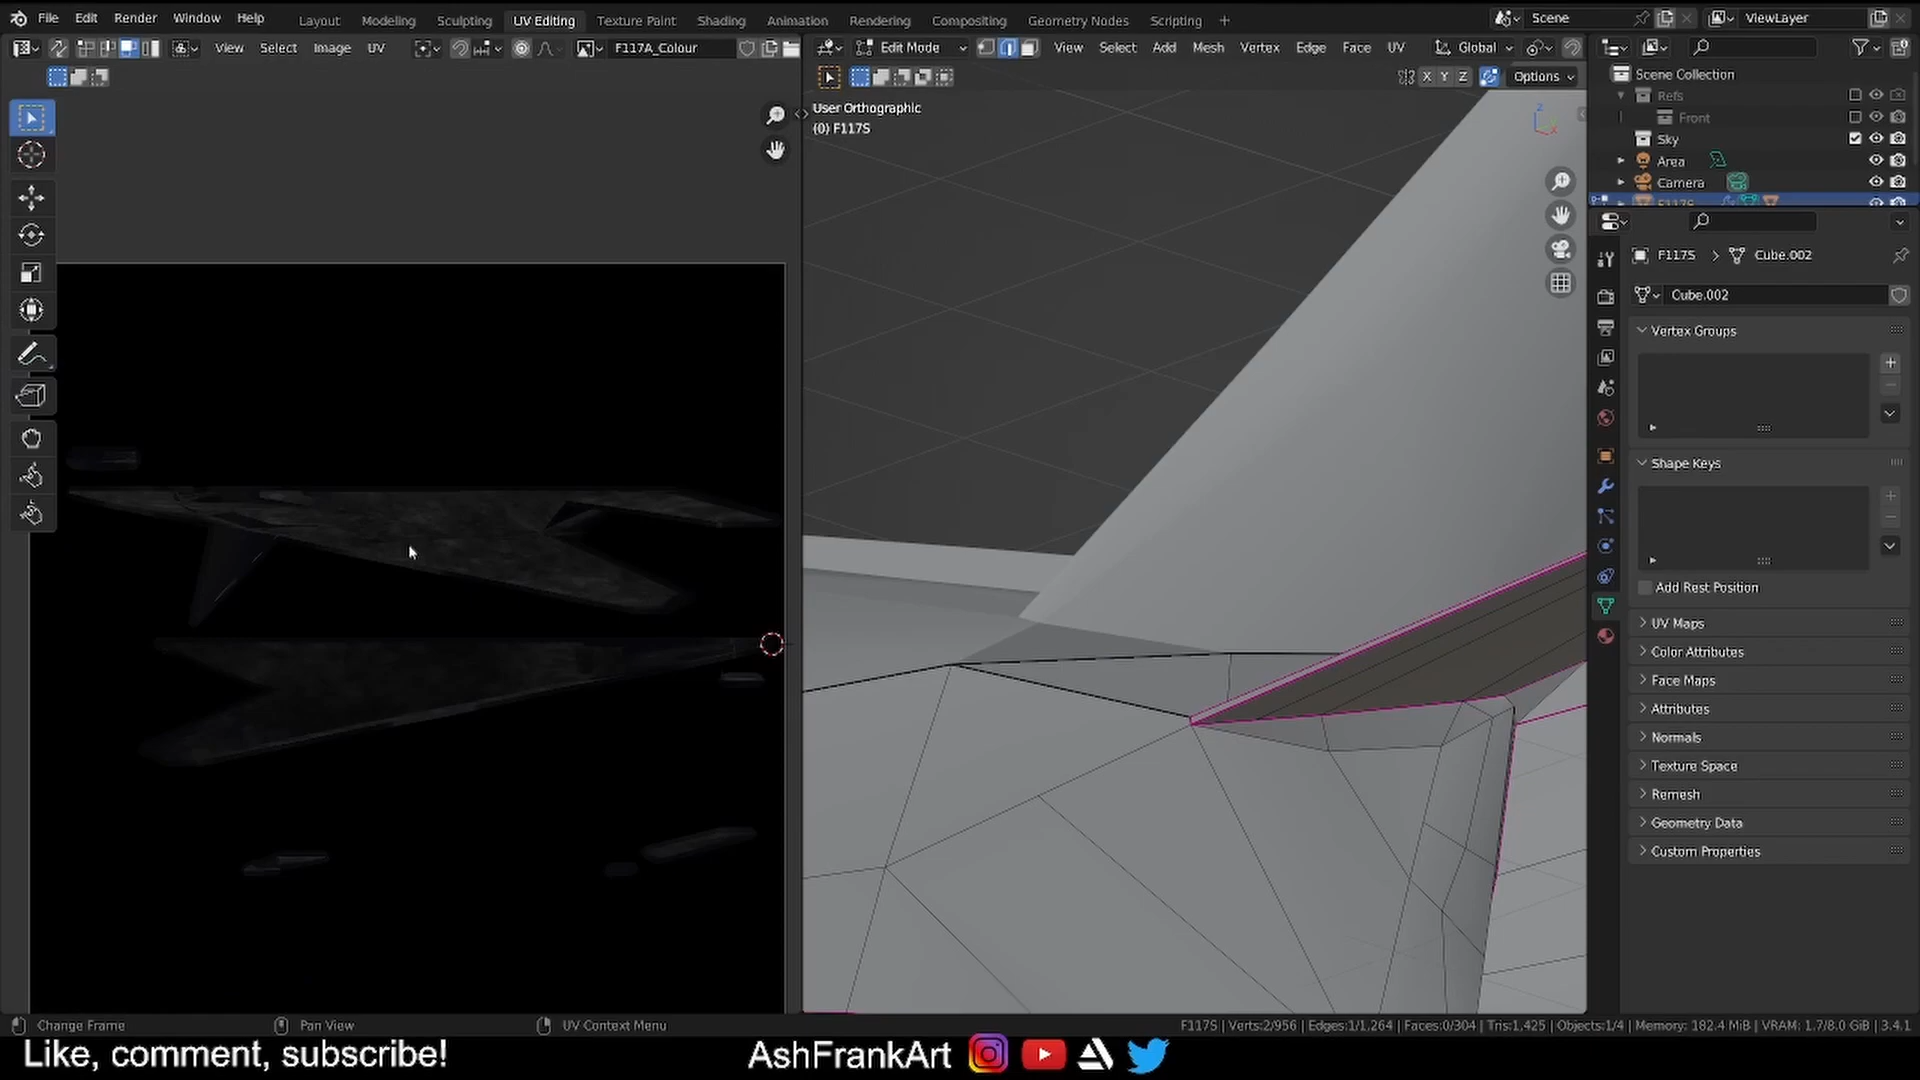 File Edit Render Window Help Layout Modeling Sculpting UV Editing Texture Paint Shading Animation Rendering Compositing Geometry Nodes Scripting + Scene ViewLayer
View Select Image UV F117A_Colour Edit Mode View Select Add Mesh Vertex Edge Face UV Global
X Y Z Options
User Orthographic
(0) F117S
Z
Scene Collection
Refs
Front
Sky
Area
Camera
F117S
F117S > Cube.002
Cube.002
Vertex Groups
Shape Keys
Add Rest Position
UV Maps
Color Attributes
Face Maps
Attributes
Normals
Texture Space
Remesh
Geometry Data
Custom Properties
Change Frame Pan View UV Context Menu F117S | Verts:2/956 | Edges:1/1,264 | Faces:0/304 | Tris:1,425 | Objects:1/4 | Memory: 182.4 MiB | VRAM: 1.7/8.0 GiB | 3.4.1
Like, comment, subscribe! AshFrankArt